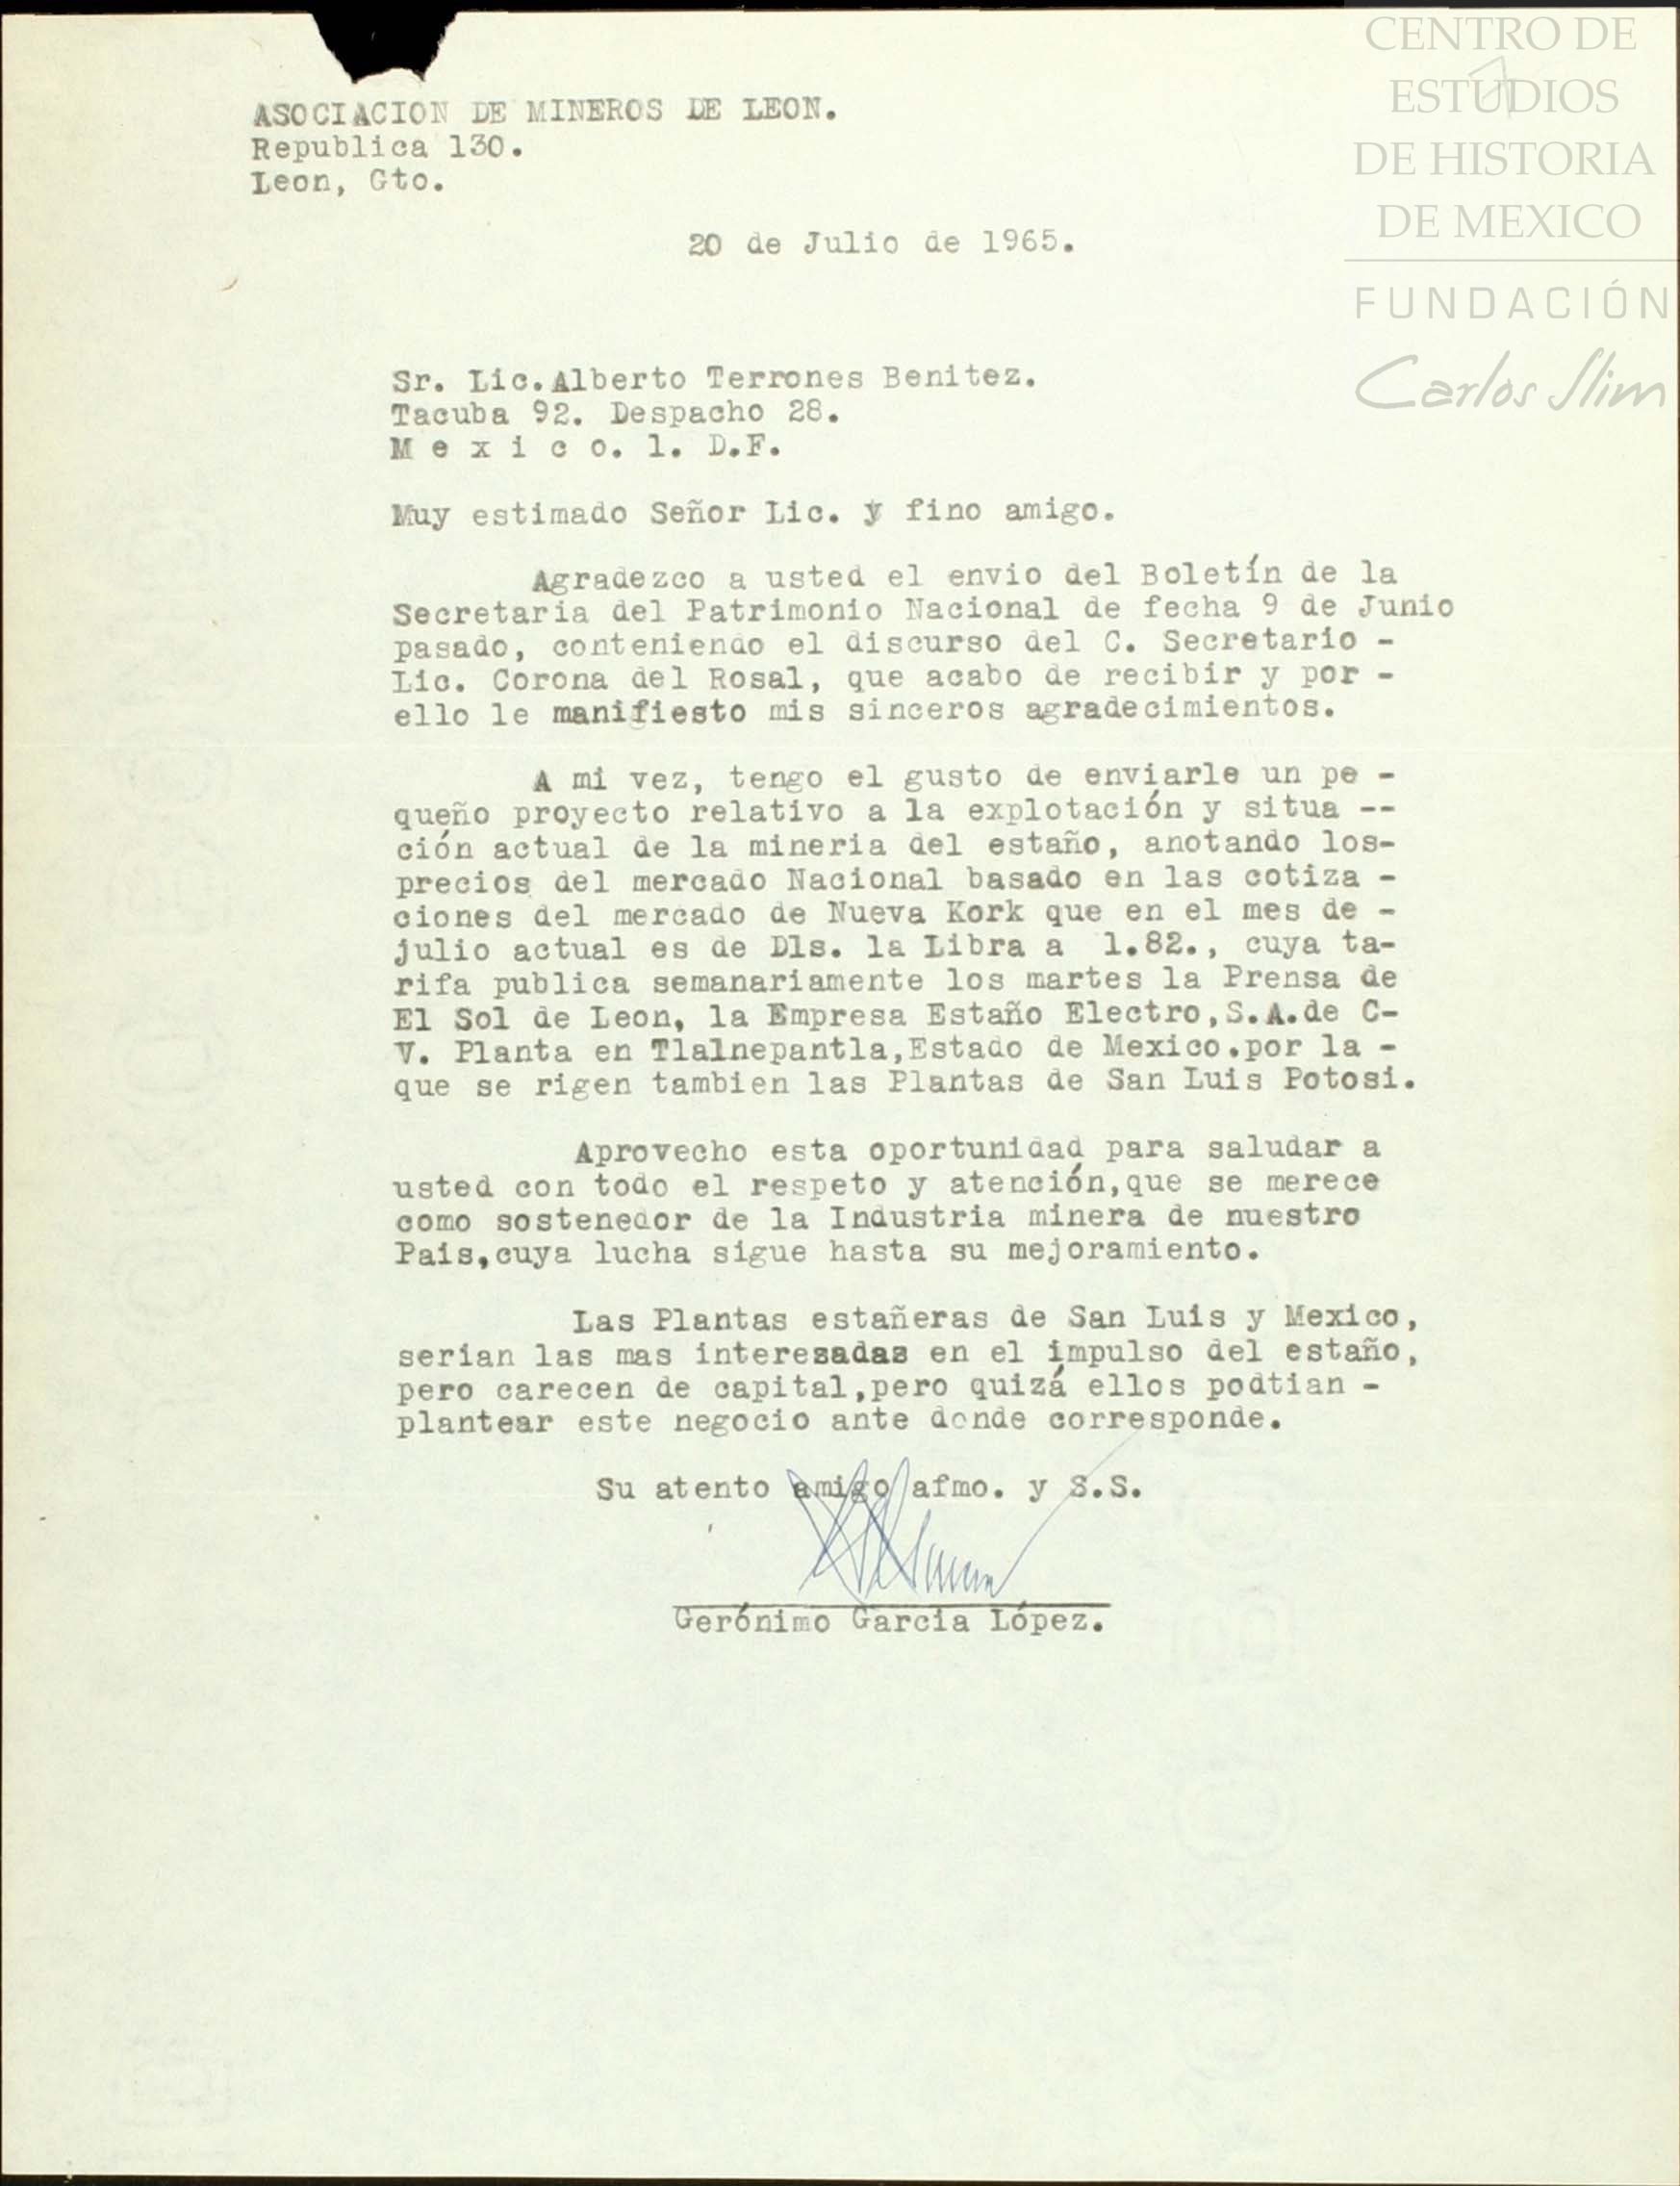 CENTRO DE
ESTUDIOS
DE HISTORIA
DE MEXICO
FUNDACIÓN
Carlos Slim
ASOCIACION DE MINEROS DE LEON.
Republica 130.
Leon, Gto.
20 de Julio de 1965.
Sr. Lic.Alberto Terrones Benitez.
Tacuba 92. Despacho 28.
M e x i c o. 1. D.F.
Muy estimado Señor Lic. y fino amigo.
Agradezco a usted el envio del Boletín de la
Secretaria del Patrimonio Nacional de fecha 9 de Junio
pasado, conteniendo el discurso del C. Secretario -
Lic. Corona del Rosal, que acabo de recibir y por -
ello le manifiesto mis sinceros agradecimientos.
A mi vez, tengo el gusto de enviarle un pe -
queño proyecto relativo a la explotación y situa --
ción actual de la mineria del estaño, anotando los-
precios del mercado Nacional basado en las cotiza -
ciones del mercado de Nueva Kork que en el mes de -
julio actual es de Dls. la Libra a 1.82., cuya ta-
rifa publica semanariamente los martes la Prensa de
El Sol de Leon, la Empresa Estaño Electro,S.A.de C-
V. Planta en Tlalnepantla,Estado de Mexico.por la -
que se rigen tambien las Plantas de San Luis Potosi.
Aprovecho esta oportunidad para saludar a
usted con todo el respeto y atención,que se merece
como sostenedor de la Industria minera de nuestro
Pais,cuya lucha sigue hasta su mejoramiento.
Las Plantas estañeras de San Luis y Mexico,
serian las mas interesadas en el impulso del estaño,
pero carecen de capital,pero quizá ellos podtian -
plantear este negocio ante donde corresponde.
Su atento amigo afmo. y S.S.
Gerónimo Garcia López.